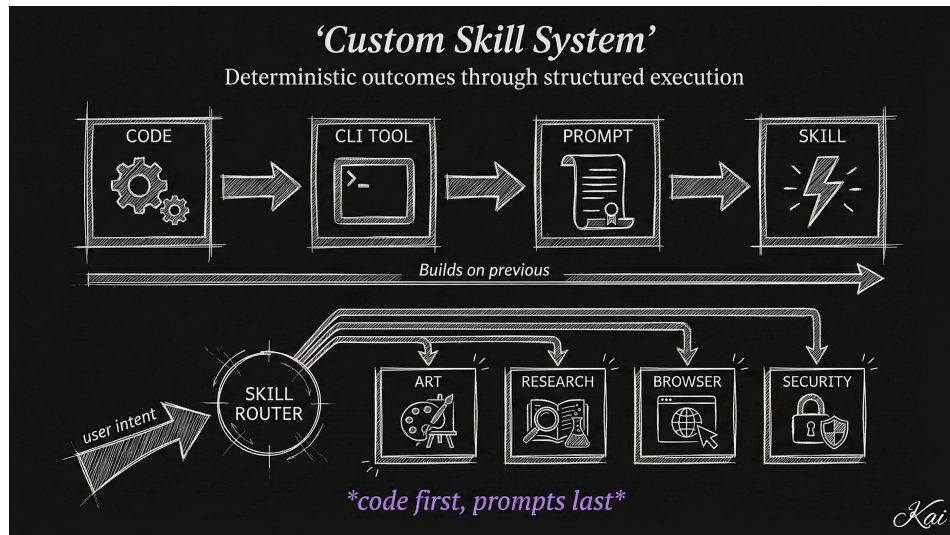 ‘Custom Skill System’
Deterministic outcomes through structured execution
CODE
CLI TOOL
>_
PROMPT
SKILL
Builds on previous
user intent
SKILL
ROUTER
ART
RESEARCH
BROWSER
SECURITY
*code first, prompts last*
Kai